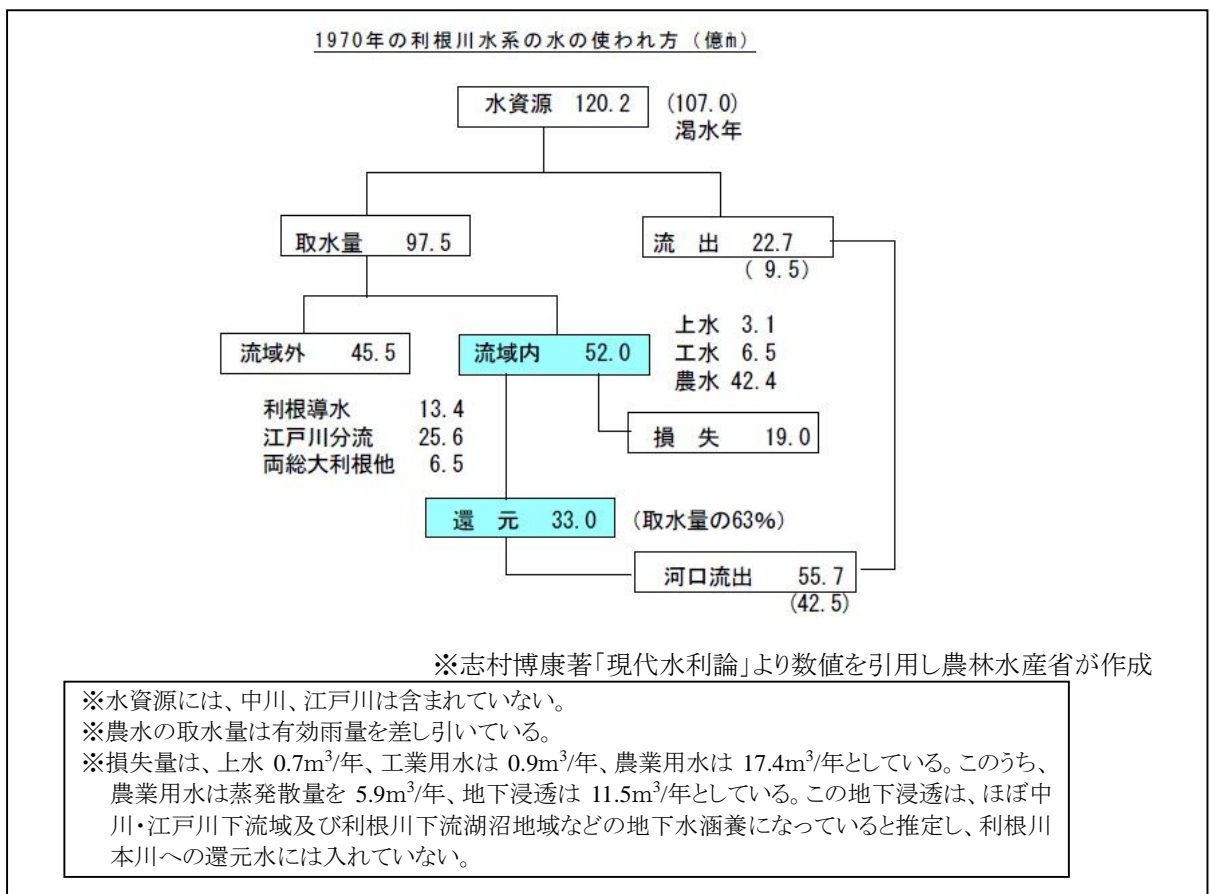 1970年の利根川水系の水の使われ方（億㎥）
水資源 120.2 (107.0)
渇水年
取水量 97.5
流 出 22.7
( 9.5)
流域外 45.5
流域内 52.0
上水 3.1
工水 6.5
農水 42.4
利根導水 13.4
江戸川分流 25.6
両総大利根他 6.5
損 失 19.0
還 元 33.0 （取水量の63%）
河口流出 55.7
(42.5)
※志村博康著「現代水利論」より数値を引用し農林水産省が作成
※水資源には、中川、江戸川は含まれていない。
※農水の取水量は有効雨量を差し引いている。
※損失量は、上水 0.7m³/年、工業用水は 0.9m³/年、農業用水は 17.4m³/年としている。このうち、
農業用水は蒸発散量を 5.9m³/年、地下浸透は 11.5m³/年としている。この地下浸透は、ほぼ中
川・江戸川下流域及び利根川下流湖沼地域などの地下水涵養になっていると推定し、利根川
本川への還元水には入れていない。